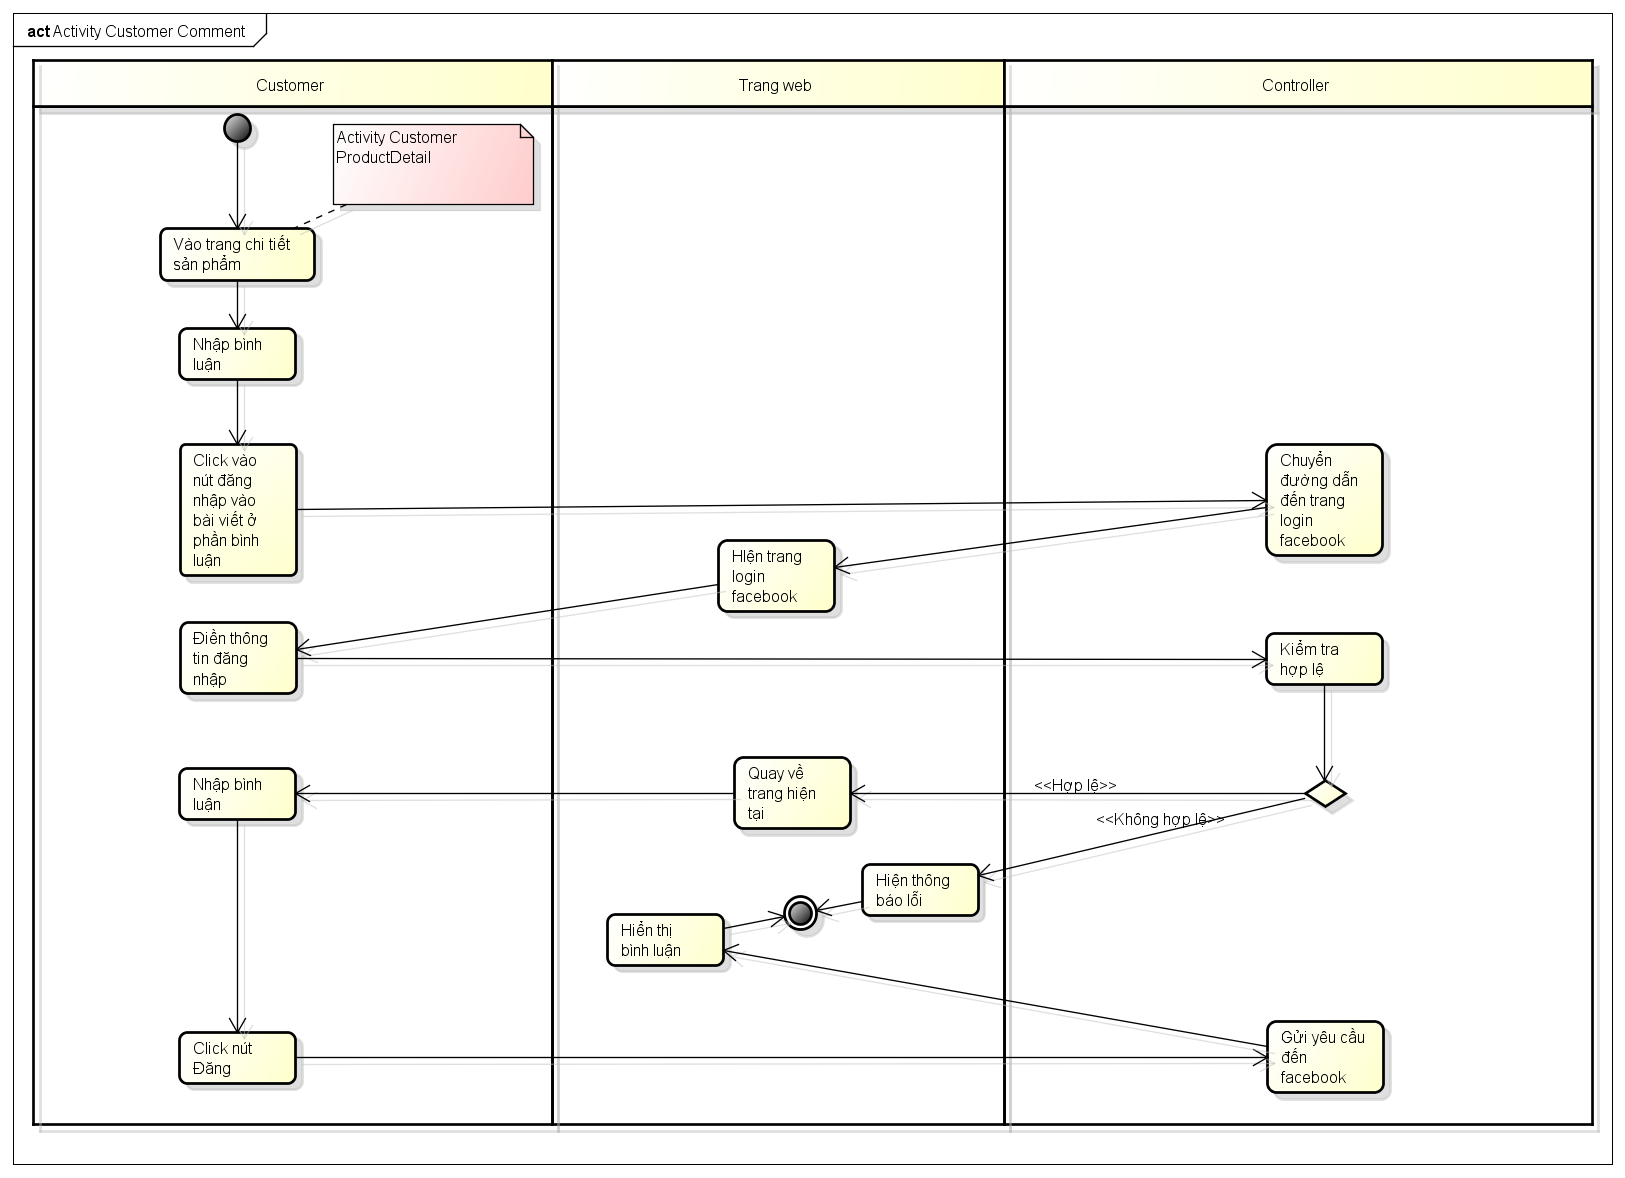 act Activity Customer Comment
Customer
Trang web
Controller
Activity Customer
ProductDetail
Vào trang chi tiết
sản phẩm
Nhập bình
luận
Click vào
nút đăng
nhập vào
bài viết ở
phần bình
luận
Chuyển
đường dẫn
đến trang
login
facebook
HIện trang
login
facebook
Điền thông
tin đăng
nhập
Kiểm tra
hợp lệ
<<Hợp lệ>>
<<Không hợp lệ>>
Quay về
trang hiện
tại
Nhập bình
luận
Hiện thông
báo lỗi
Hiển thị
bình luận
Click nút
Đăng
Gửi yêu cầu
đến
facebook